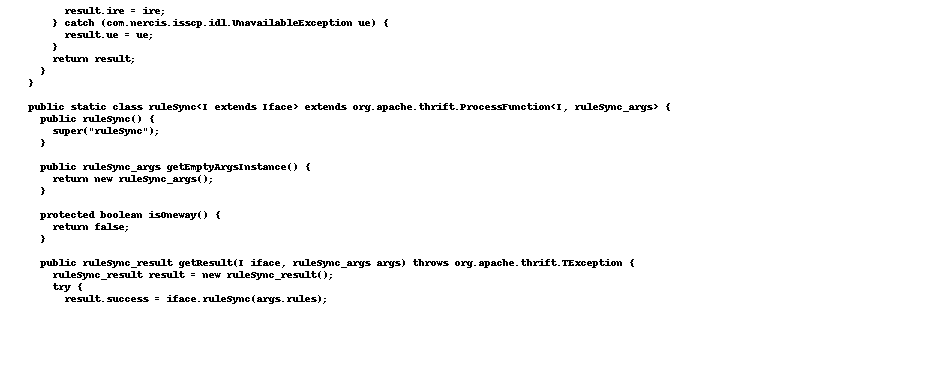 result.ire = ire;
} catch (com.nercis.isscp.idl.UnavailableException ue) {
result.ue = ue;
}
return result;
}
}
public static class ruleSync<I extends Iface> extends org.apache.thrift.ProcessFunction<I, ruleSync_args> {
public ruleSync() {
super("ruleSync");
}
public ruleSync_args getEmptyArgsInstance() {
return new ruleSync_args();
}
protected boolean isOneway() {
return false;
}
public ruleSync_result getResult(I iface, ruleSync_args args) throws org.apache.thrift.TException {
ruleSync_result result = new ruleSync_result();
try {
result.success = iface.ruleSync(args.rules);